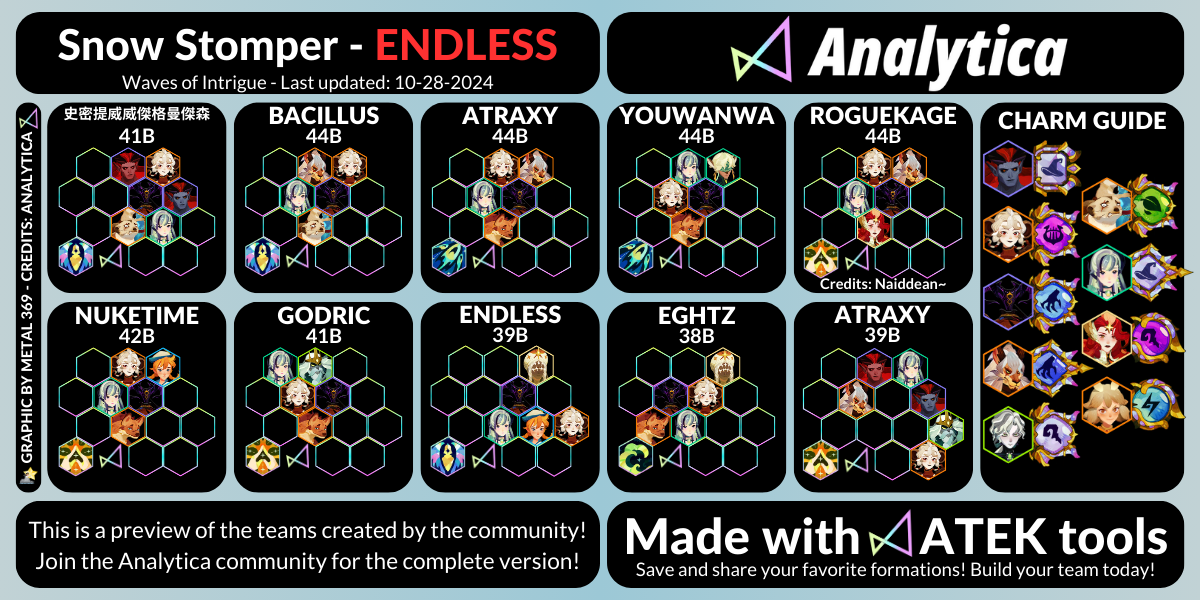 Snow Stomper - ENDLESS
Waves of Intrigue - Last updated: 10-28-2024
Analytica
GRAPHIC BY METAL 369 - CREDITS: ANALYTICA
史密提威威傑格曼傑森
41B
BACILLUS
44B
ATRAXY
44B
YOUWANWA
44B
ROGUEKAGE
44B
Credits: Naiddean~
CHARM GUIDE
NUKETIME
42B
GODRIC
41B
ENDLESS
39B
EGHTZ
38B
ATRAXY
39B
This is a preview of the teams created by the community!
Join the Analytica community for the complete version!
Made with ATEK tools
Save and share your favorite formations! Build your team today!